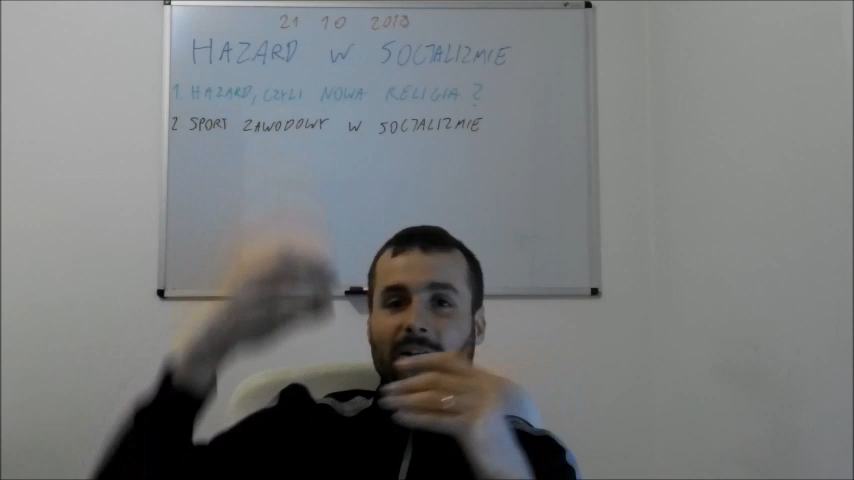 21 10 2013
HAZARD W SOCJALIZMIE
1. HAZARD, CZYLI NOWA RELIGIA?
2 SPORT ZAWODOWY W SOCJALIZMIE